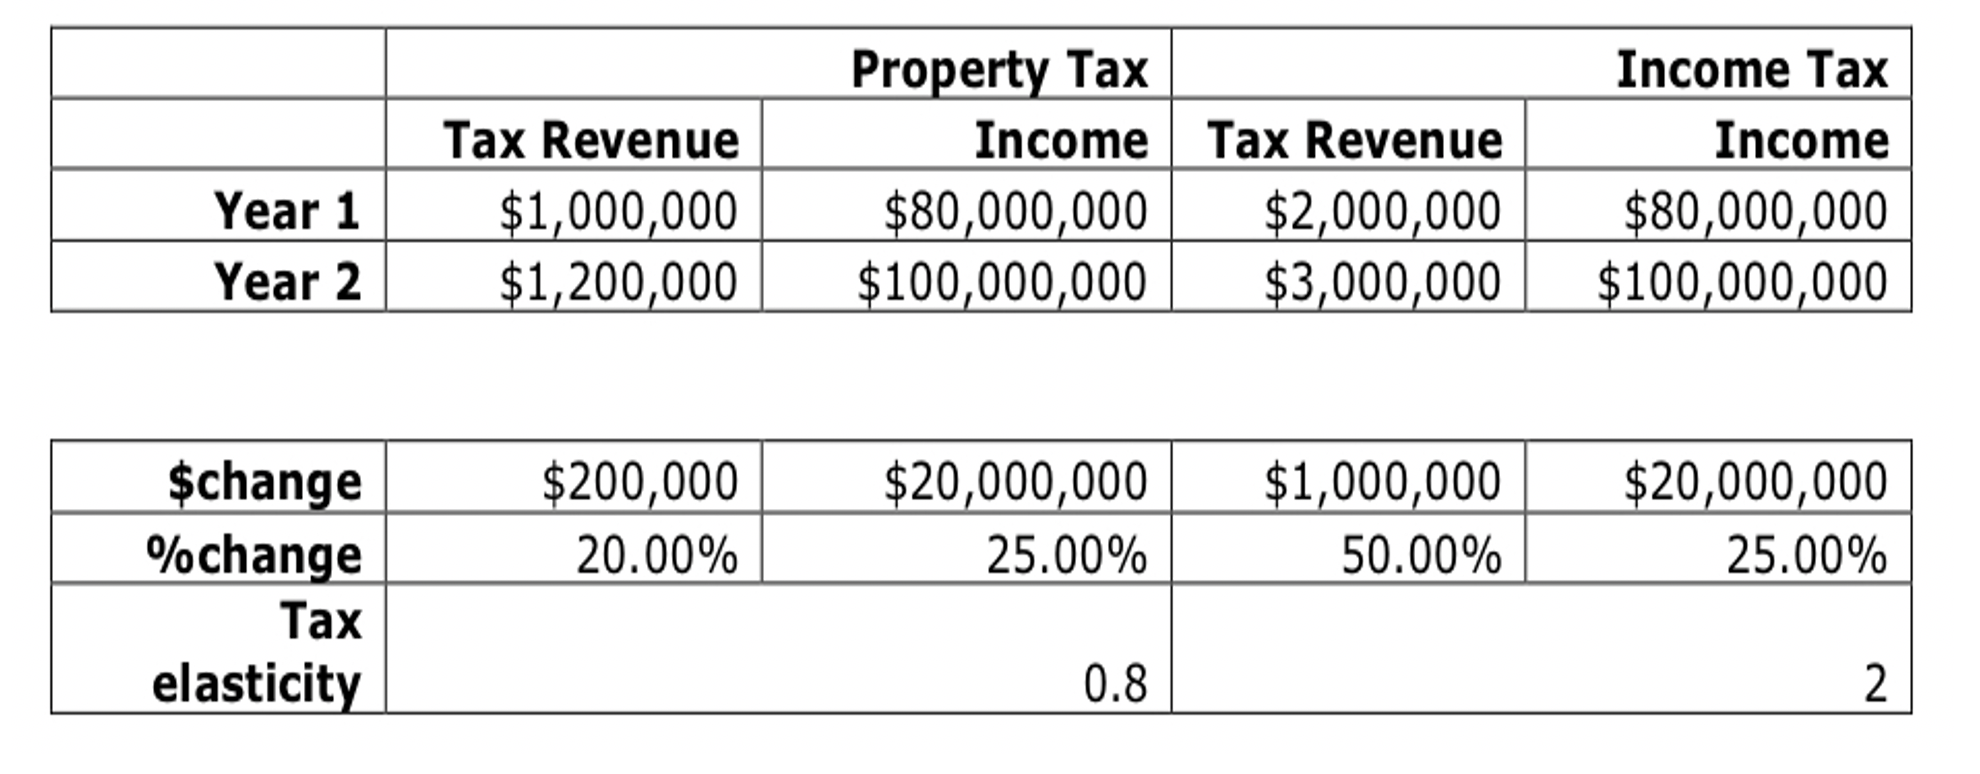 Property Tax Income Tax
Tax Revenue Income Tax Revenue Income
Year 1 $1,000,000 $80,000,000 $2,000,000 $80,000,000
Year 2 $1,200,000 $100,000,000 $3,000,000 $100,000,000
$change $200,000 $20,000,000 $1,000,000 $20,000,000
%change 20.00% 25.00% 50.00% 25.00%
Tax
elasticity 0.8 2